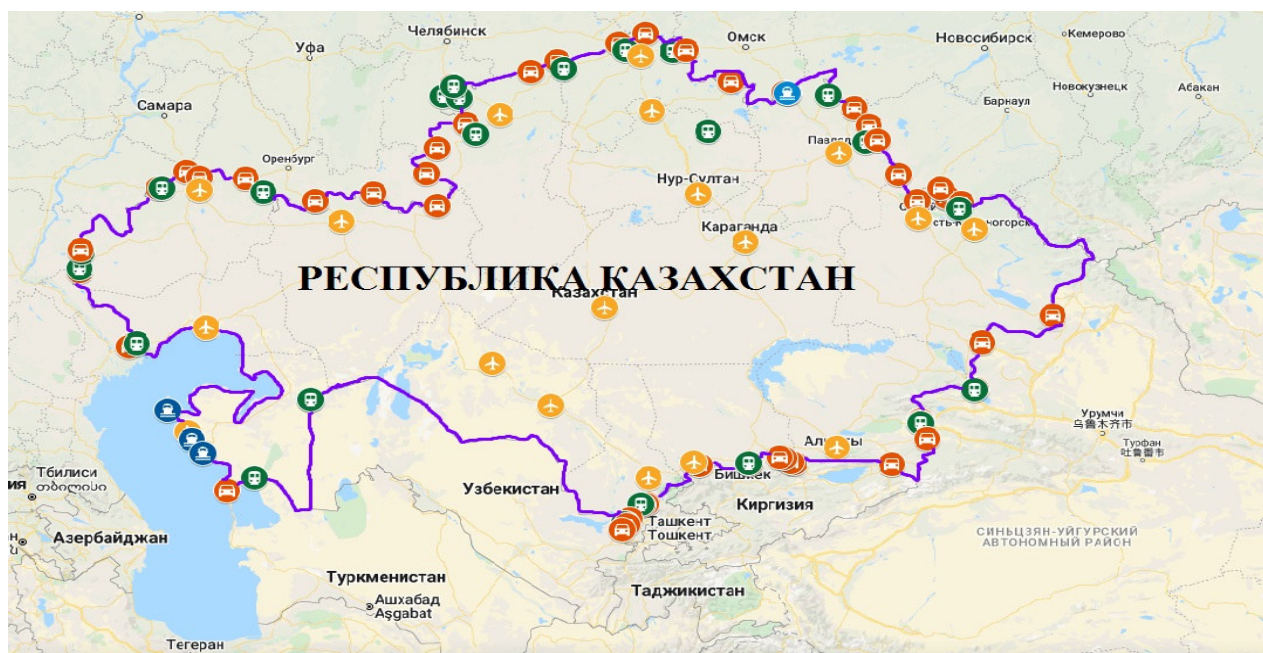 Челябинск
Омск
Новссибирск
Кемерово
Уфа
Новокузнецк
Абакан
Самара
Барнаул
Оренбург
Нур-Султан
Караганда
РЕСПУБЛИКА КАЗАХСТАН
Казахстан
Урумчи
乌鲁木齐市
Турфан
吐鲁番市
Тбилиси
თბილისი
Бишкек
Узбекистан
Киргизия
Азербайджан
Ташкент
Тошкент
СИНЬЦЗЯН-УЙГУРСКИЙ
АВТОНОМНЫЙ РАЙОН
Туркменистан
Таджикистан
Ашхабад
Aşgabat
Тегеран